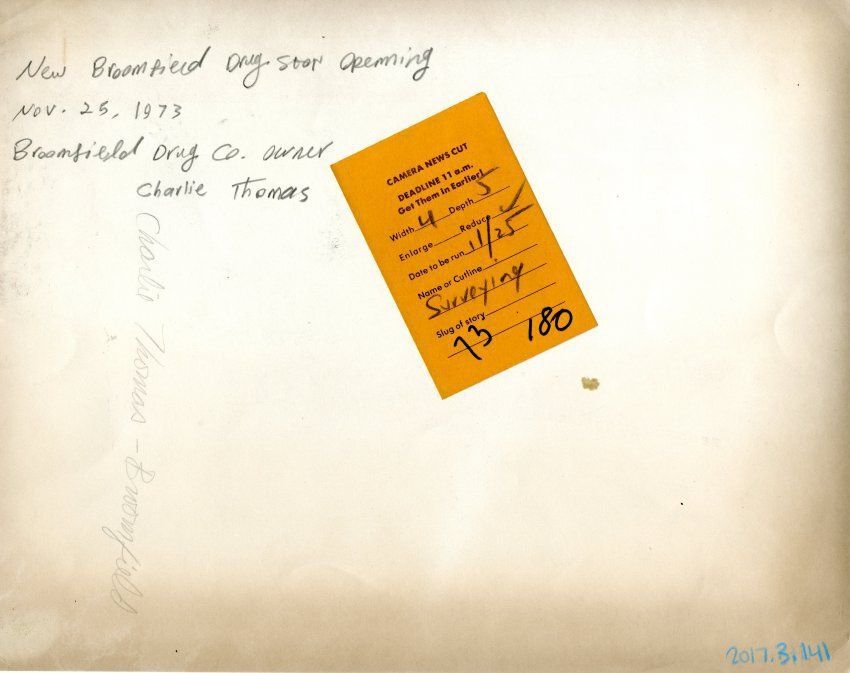 New Broomfield Drug Stor Openning
Nov. 25, 1973
Broomfield Drug Co. owner
Charlie Thomas
Charlie Thomas - Broomfield
CAMERA NEWS CUT
DEADLINE 11 a.m.
Get Them In Earlier!
Width 4 Depth 5
Enlarge Reduce ✓
Date to be run 11/25
Name or Cutline
Surveying
Slug of story
73 180
2017.3.141